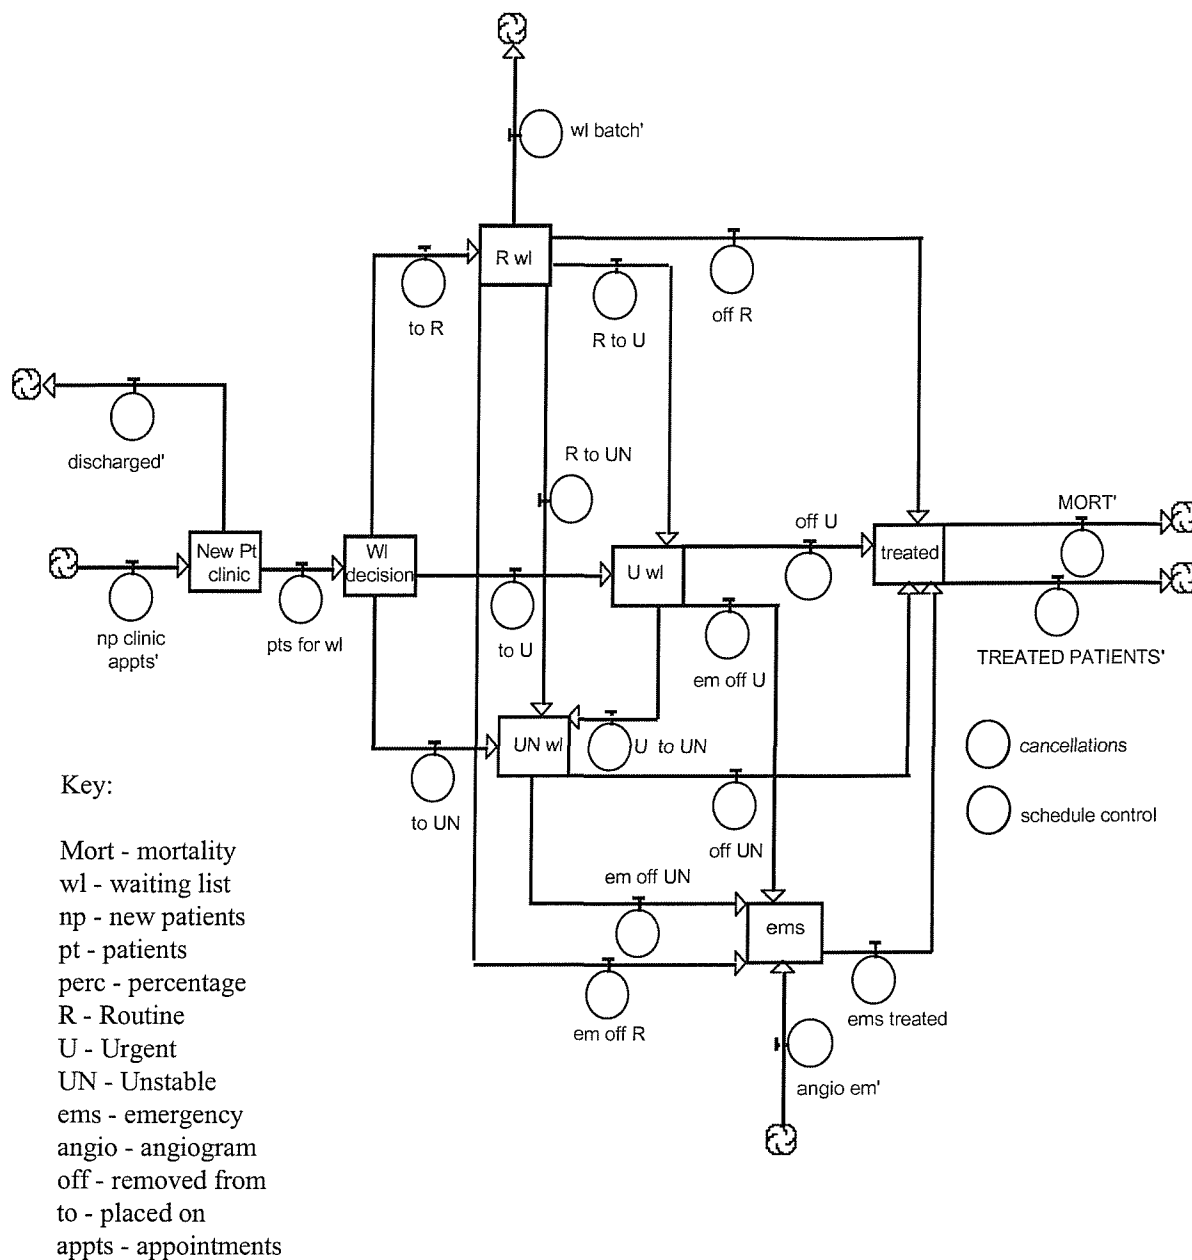 wl batch'
R wl
to R
R to U
off R
discharged'
R to UN
MORT'
off U
New Pt
clinic
Wl
decision
U wl
treated
np clinic
appts'
pts for wl
to U
em off U
TREATED PATIENTS'
UN wl
U to UN
cancellations
to UN
off UN
schedule control
em off UN
ems
em off R
ems treated
angio em'
Key:
Mort - mortality
wl - waiting list
np - new patients
pt - patients
perc - percentage
R - Routine
U - Urgent
UN - Unstable
ems - emergency
angio - angiogram
off - removed from
to - placed on
appts - appointments